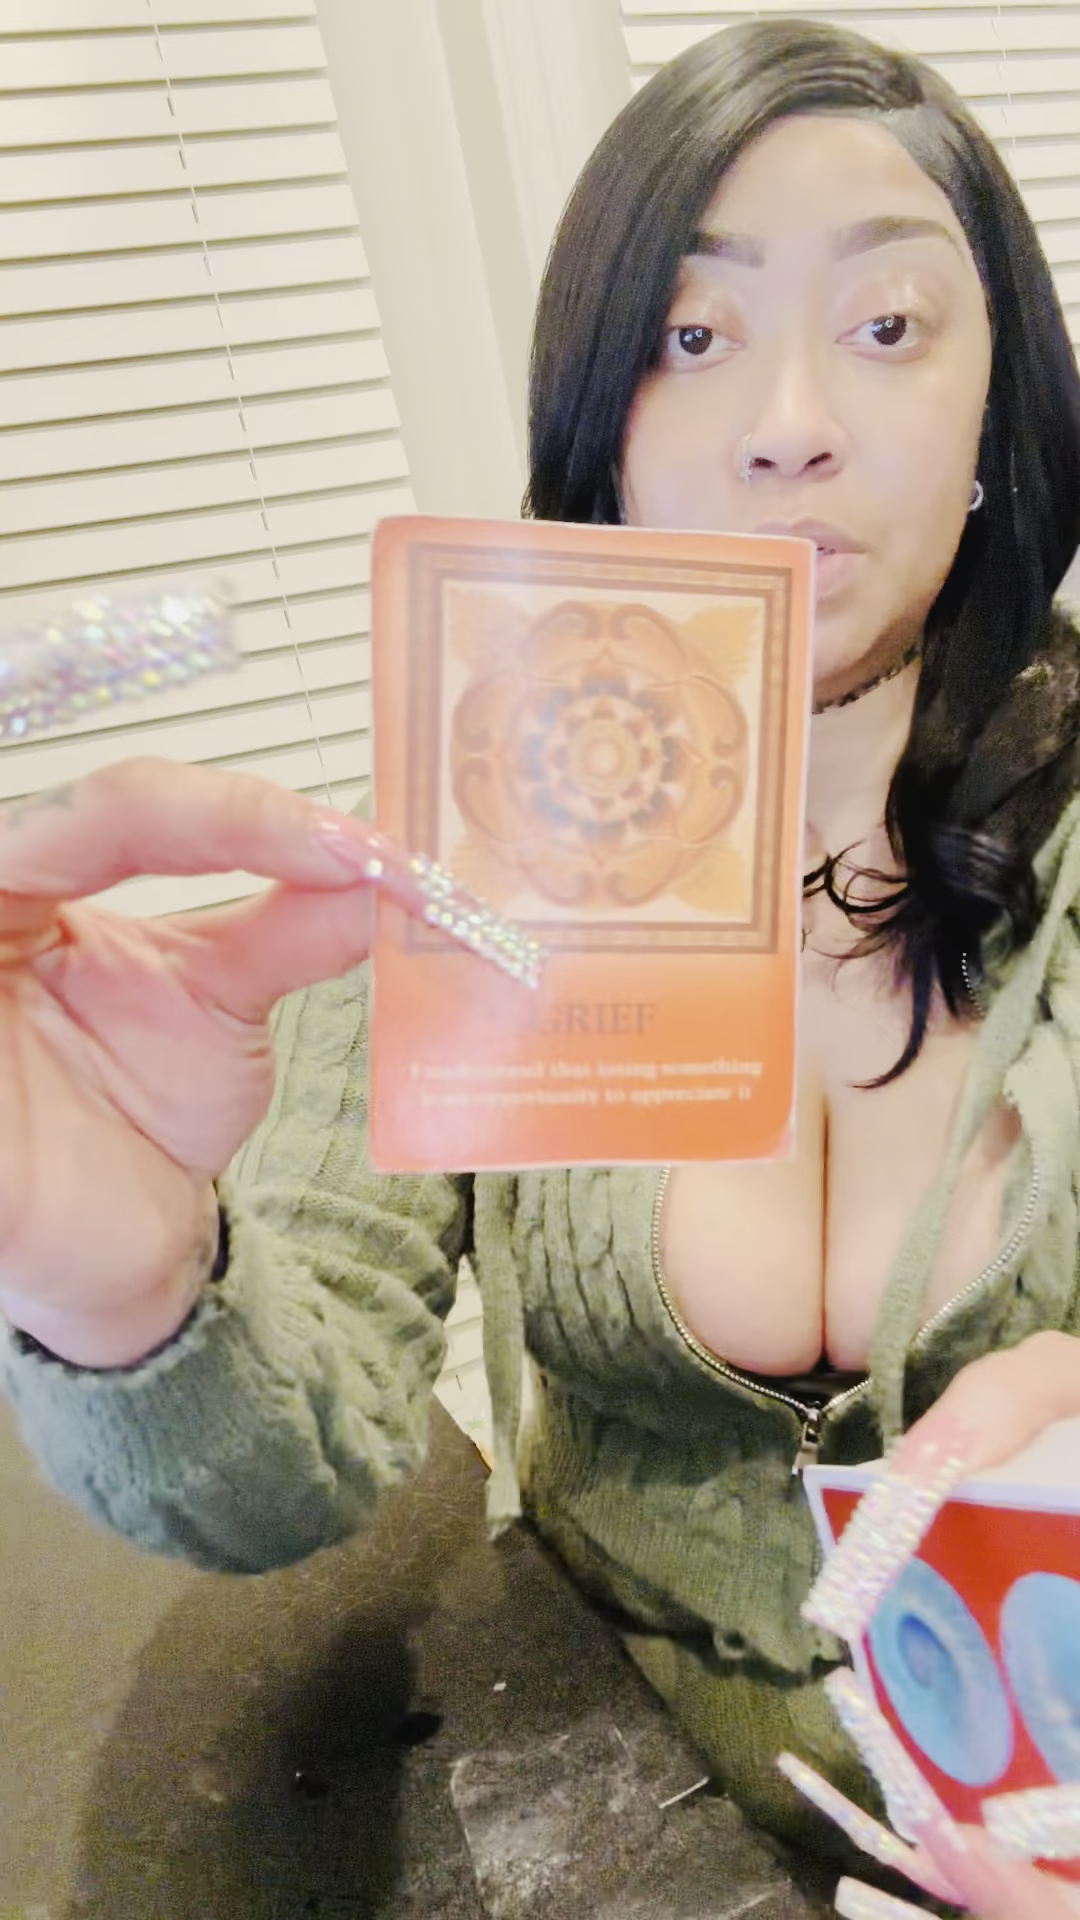 GRIEF
I understand that losing something
is an opportunity to appreciate it